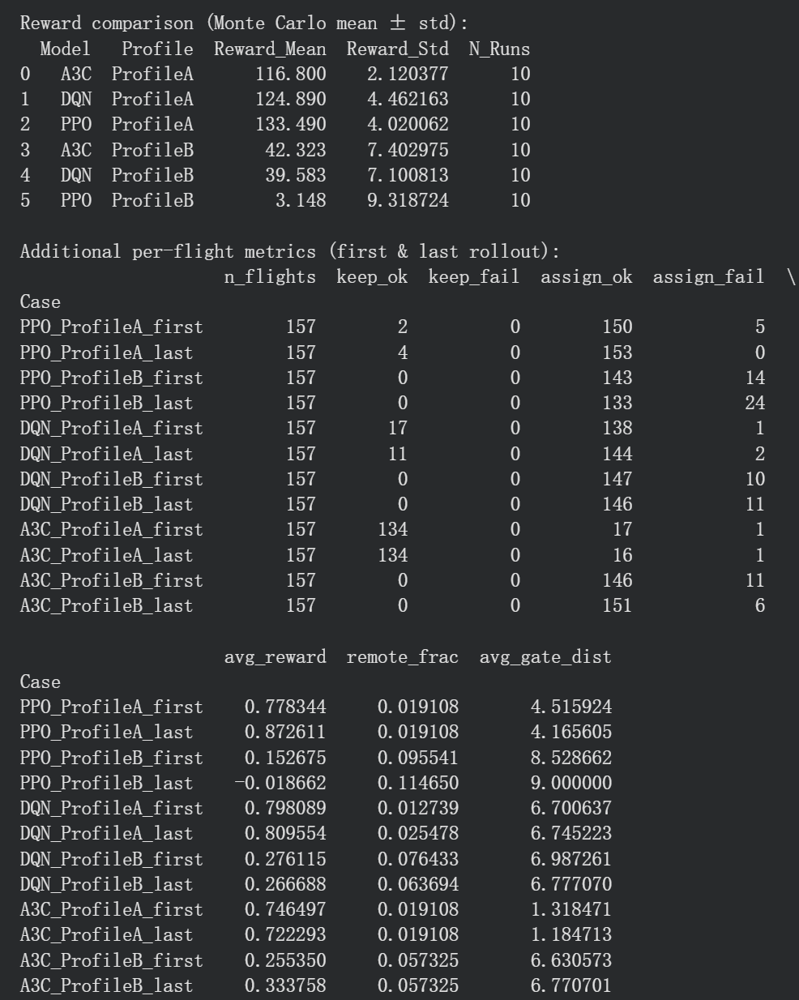 Reward comparison (Monte Carlo mean ± std):
  Model   Profile  Reward_Mean  Reward_Std  N_Runs
0   A3C  ProfileA      116.800    2.120377      10
1   DQN  ProfileA      124.890    4.462163      10
2   PPO  ProfileA      133.490    4.020062      10
3   A3C  ProfileB       42.323    7.402975      10
4   DQN  ProfileB       39.583    7.100813      10
5   PPO  ProfileB        3.148    9.318724      10

Additional per-flight metrics (first & last rollout):
                    n_flights  keep_ok  keep_fail  assign_ok  assign_fail  \
Case
PPO_ProfileA_first        157        2          0        150            5
PPO_ProfileA_last         157        4          0        153            0
PPO_ProfileB_first        157        0          0        143           14
PPO_ProfileB_last         157        0          0        133           24
DQN_ProfileA_first        157       17          0        138            1
DQN_ProfileA_last         157       11          0        144            2
DQN_ProfileB_first        157        0          0        147           10
DQN_ProfileB_last         157        0          0        146           11
A3C_ProfileA_first        157      134          0         17            1
A3C_ProfileA_last         157      134          0         16            1
A3C_ProfileB_first        157        0          0        146           11
A3C_ProfileB_last         157        0          0        151            6

                    avg_reward  remote_frac  avg_gate_dist
Case
PPO_ProfileA_first    0.778344     0.019108       4.515924
PPO_ProfileA_last     0.872611     0.019108       4.165605
PPO_ProfileB_first    0.152675     0.095541       8.528662
PPO_ProfileB_last    -0.018662     0.114650       9.000000
DQN_ProfileA_first    0.798089     0.012739       6.700637
DQN_ProfileA_last     0.809554     0.025478       6.745223
DQN_ProfileB_first    0.276115     0.076433       6.987261
DQN_ProfileB_last     0.266688     0.063694       6.777070
A3C_ProfileA_first    0.746497     0.019108       1.318471
A3C_ProfileA_last     0.722293     0.019108       1.184713
A3C_ProfileB_first    0.255350     0.057325       6.630573
A3C_ProfileB_last     0.333758     0.057325       6.770701